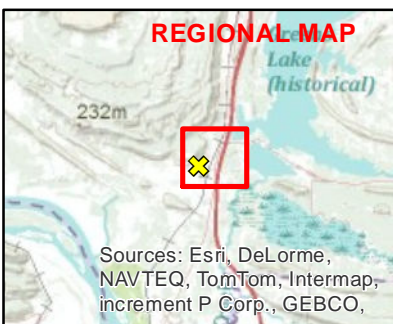 REGIONAL MAP
Lake
(historical)
232m
Sources: Esri, DeLorme,
NAVTEQ, TomTom, Intermap,
increment P Corp., GEBCO,